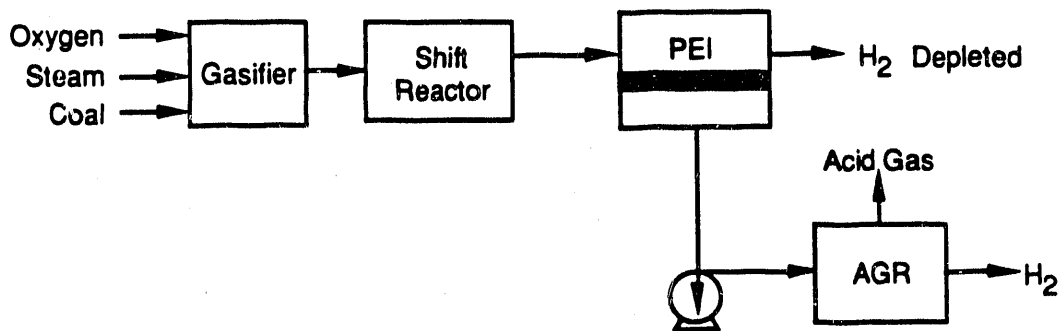 Oxygen
Steam
Coal
Gasifier
Shift
Reactor
PEI
H₂ Depleted
Acid Gas
AGR
H₂